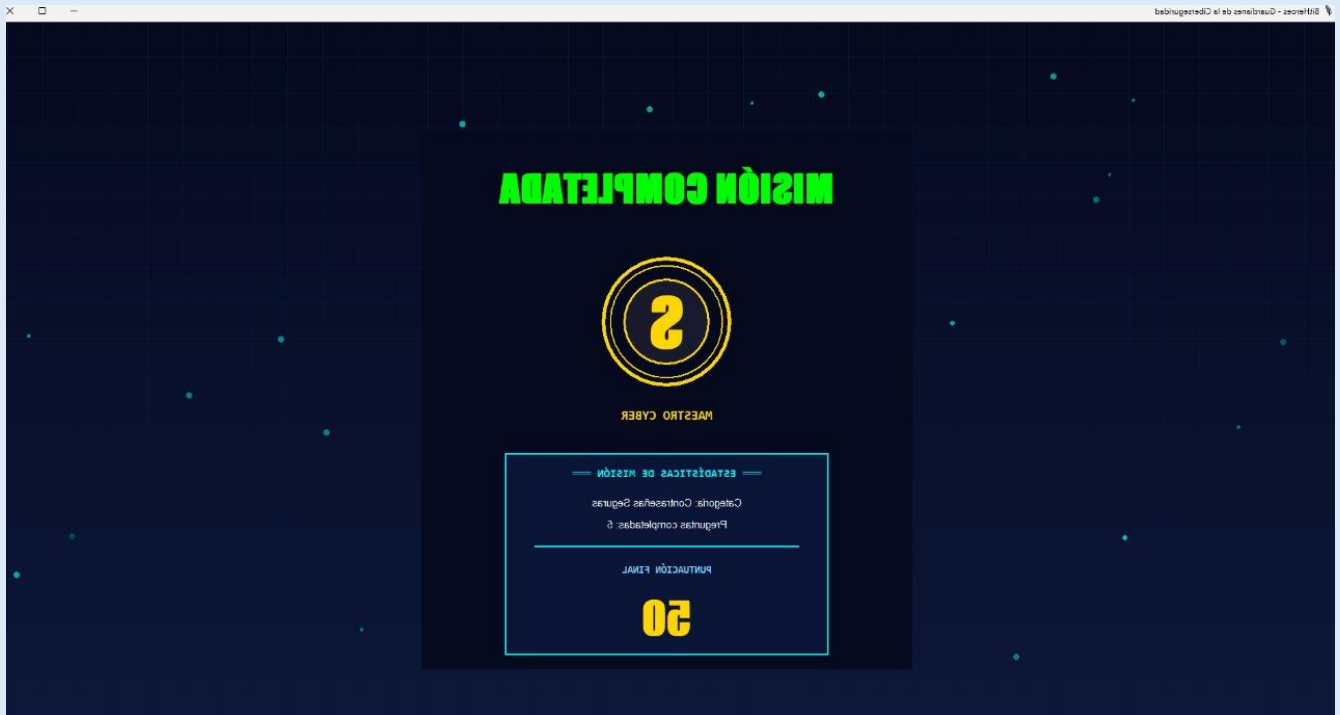 BitHeroes - Guardianes de la Ciberseguridad
MISIÓN COMPLETADA
S
MAESTRO CYBER
══ ESTADÍSTICAS DE MISIÓN ══
Categoría: Contraseñas Seguras
Preguntas completadas: 5
PUNTUACIÓN FINAL
50